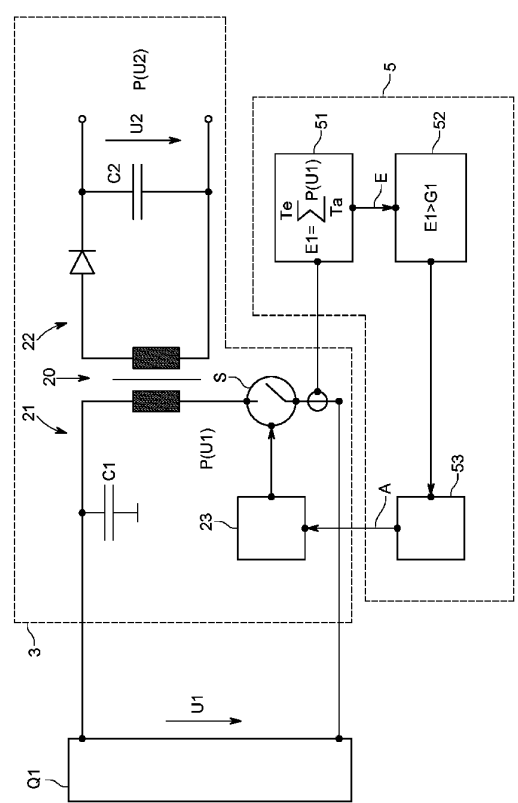 3
21
20
22
P(U2)
U2
C2
C1
S
P(U1)
23
U1
Q1
5
51
Te
E1= ∑ P(U1)
Ta
E
52
E1>G1
A
53